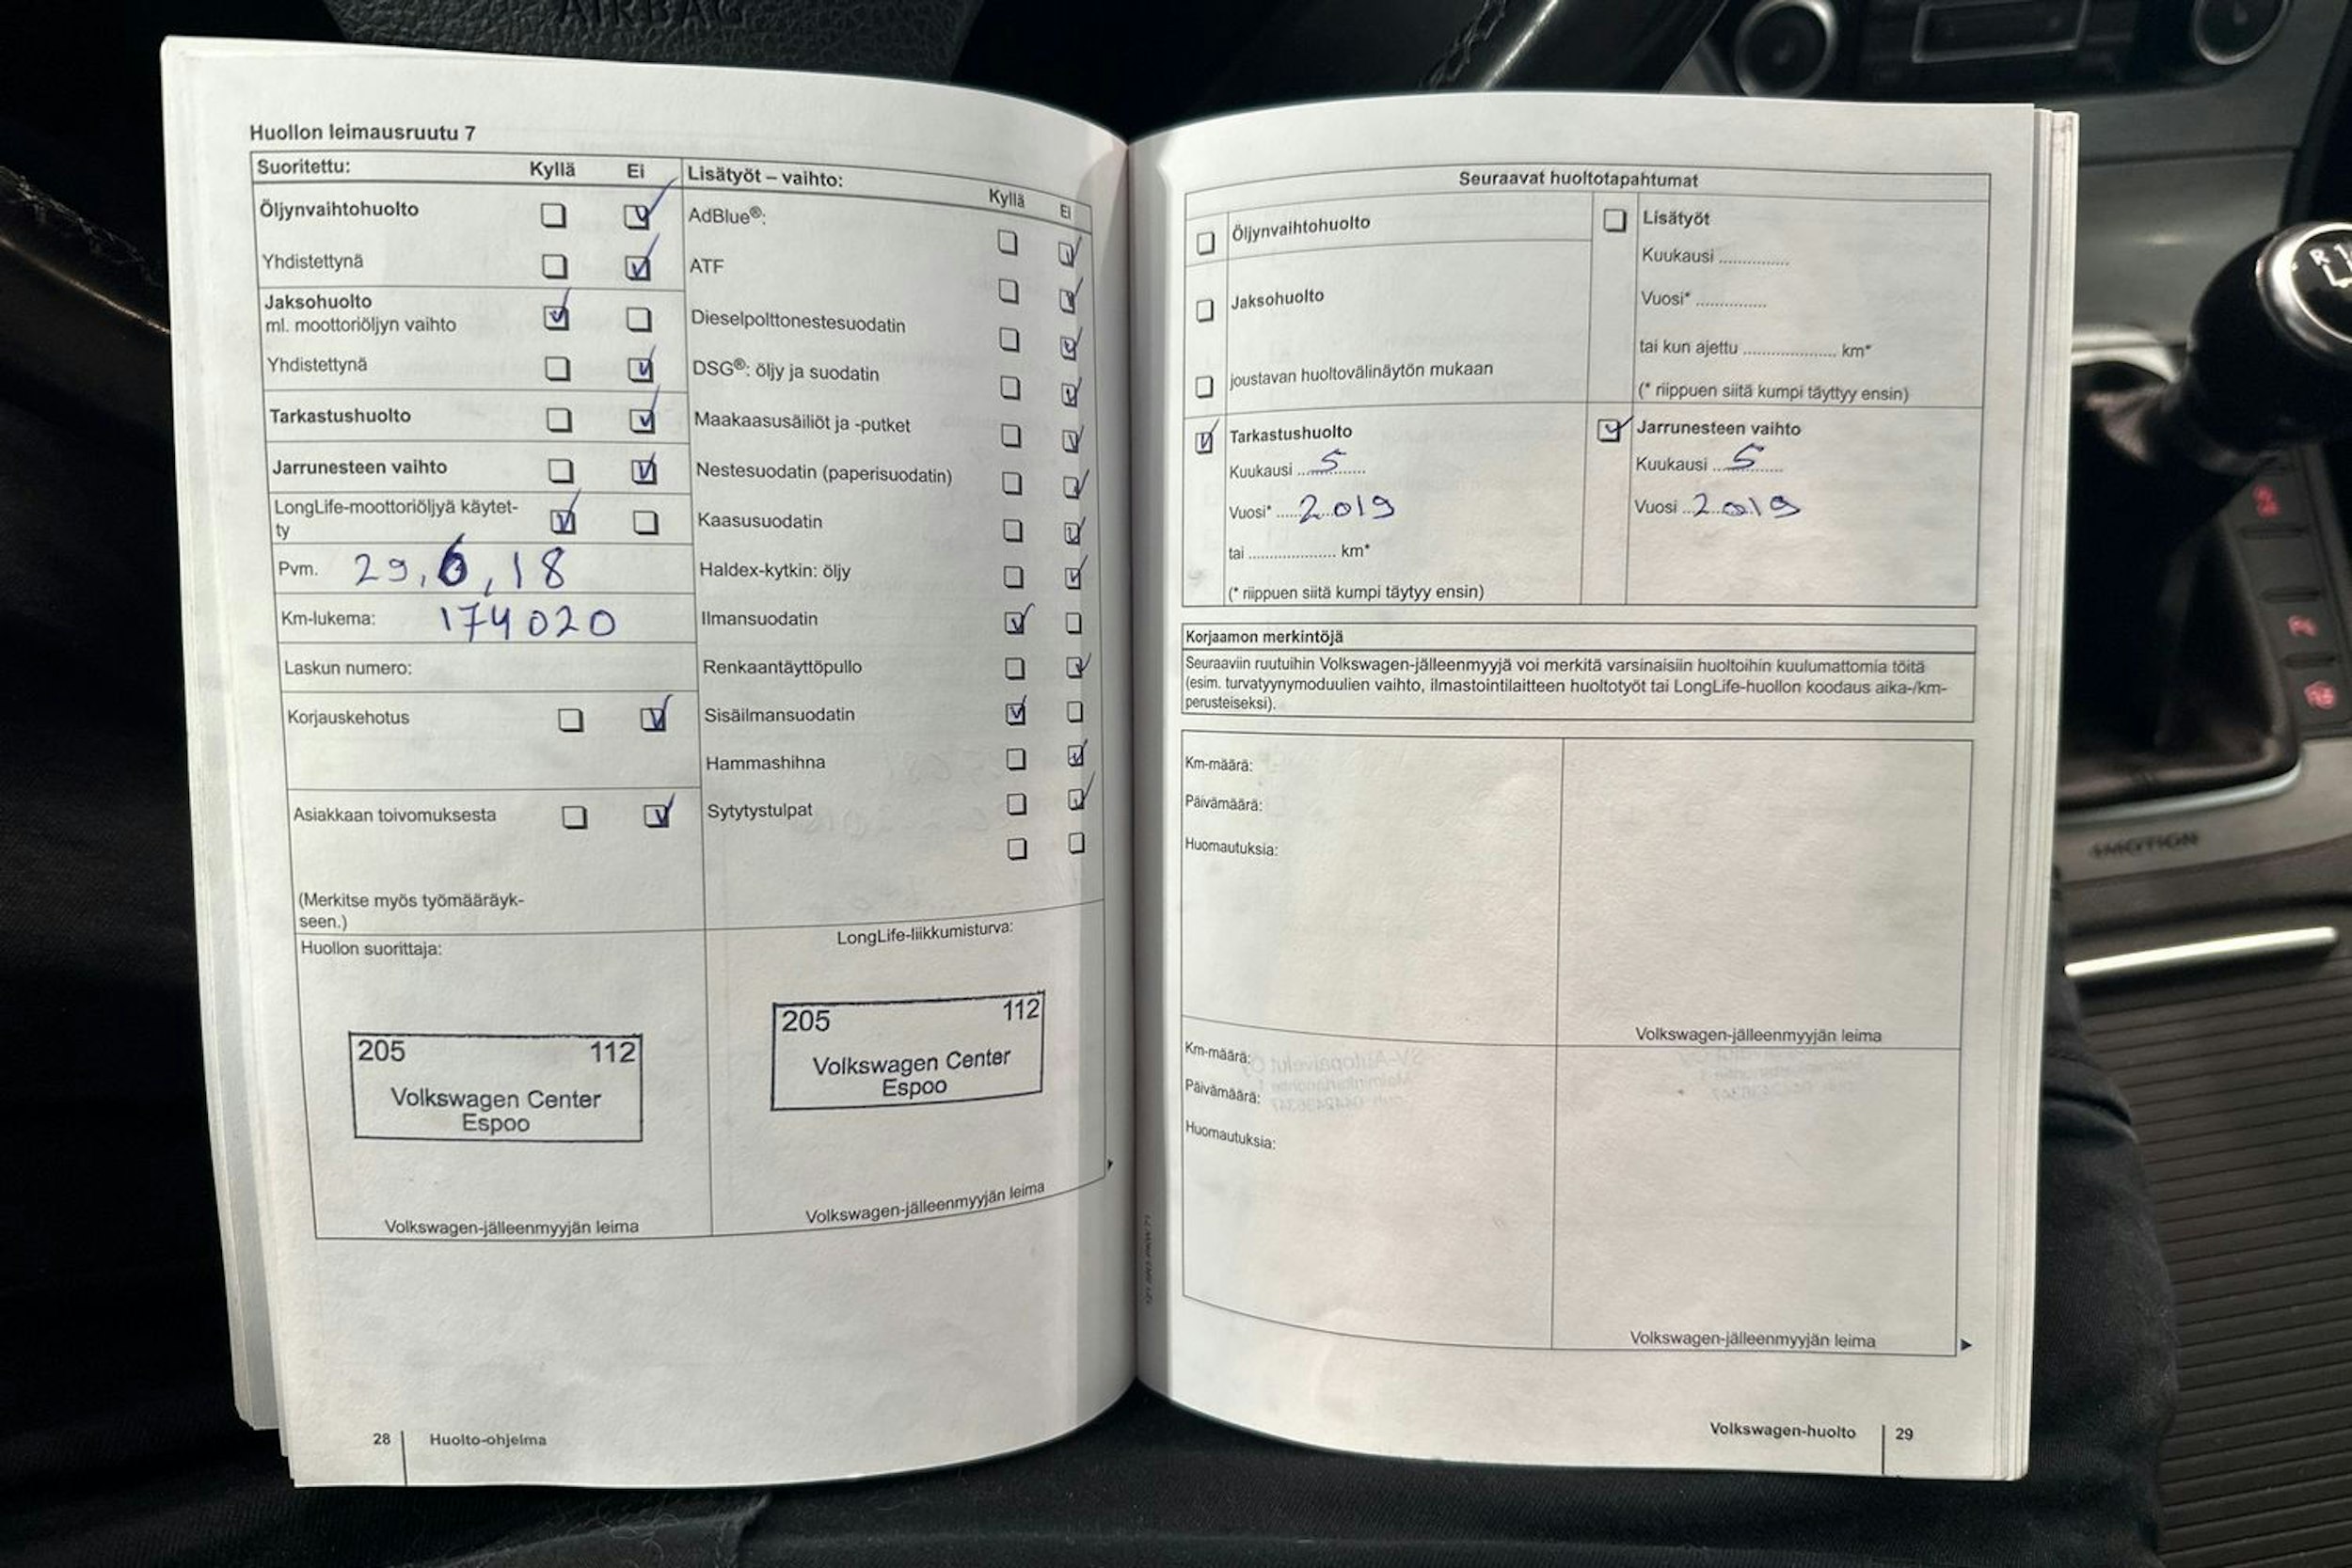 AIRBAG
Huollon leimausruutu 7
Suoritettu: Kyllä Ei
Öljynvaihtohuolto
Yhdistettynä
Jaksohuolto
ml. moottoriöljyn vaihto
Yhdistettynä
Tarkastushuolto
Jarrunesteen vaihto
LongLife-moottoriöljyä käytet-
ty
Pvm. 29,6,18
Km-lukema: 174020
Laskun numero:
Korjauskehotus
Asiakkaan toivomuksesta
(Merkitse myös työmääräyk-
seen.)
Huollon suorittaja:
205 112
Volkswagen Center
Espoo
Volkswagen-jälleenmyyjän leima
Lisätyöt – vaihto: Kyllä Ei
AdBlue®:
ATF
Dieselpolttonestesuodatin
DSG®: öljy ja suodatin
Maakaasusäiliöt ja -putket
Nestesuodatin (paperisuodatin)
Kaasusuodatin
Haldex-kytkin: öljy
Ilmansuodatin
Renkaantäyttöpullo
Sisäilmansuodatin
Hammashihna
Sytytystulpat
LongLife-liikkumisturva:
205 112
Volkswagen Center
Espoo
Volkswagen-jälleenmyyjän leima
28 Huolto-ohjelma
Seuraavat huoltotapahtumat
Öljynvaihtohuolto
Jaksohuolto
joustavan huoltovälinäytön mukaan
Lisätyöt
Kuukausi ...............
Vuosi* ...............
tai kun ajettu .................... km*
(* riippuen siitä kumpi täyttyy ensin)
Tarkastushuolto
Kuukausi 5
Vuosi* 2019
tai .................... km*
(* riippuen siitä kumpi täytyy ensin)
Jarrunesteen vaihto
Kuukausi 5
Vuosi 2019
Korjaamon merkintöjä
Seuraaviin ruutuihin Volkswagen-jälleenmyyjä voi merkitä varsinaisiin huoltoihin kuulumattomia töitä
(esim. turvatyynymoduulien vaihto, ilmastointilaitteen huoltotyöt tai LongLife-huollon koodaus aika-/km-
perusteiseksi).
Km-määrä:
Päivämäärä:
Huomautuksia:
Volkswagen-jälleenmyyjän leima
Km-määrä:
Päivämäärä:
Huomautuksia:
Volkswagen-jälleenmyyjän leima
Volkswagen-huolto 29
4MOTION
R